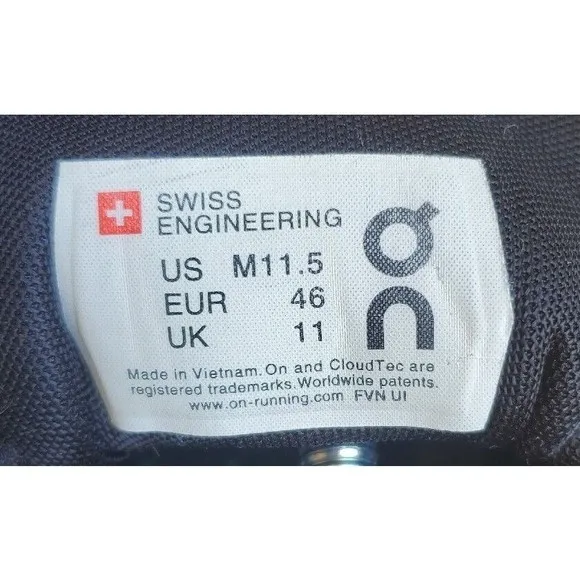 SWISS
ENGINEERING
US M11.5
EUR 46
UK 11
Made in Vietnam. On and CloudTec are
registered trademarks. Worldwide patents.
www.on-running.com FVN UI